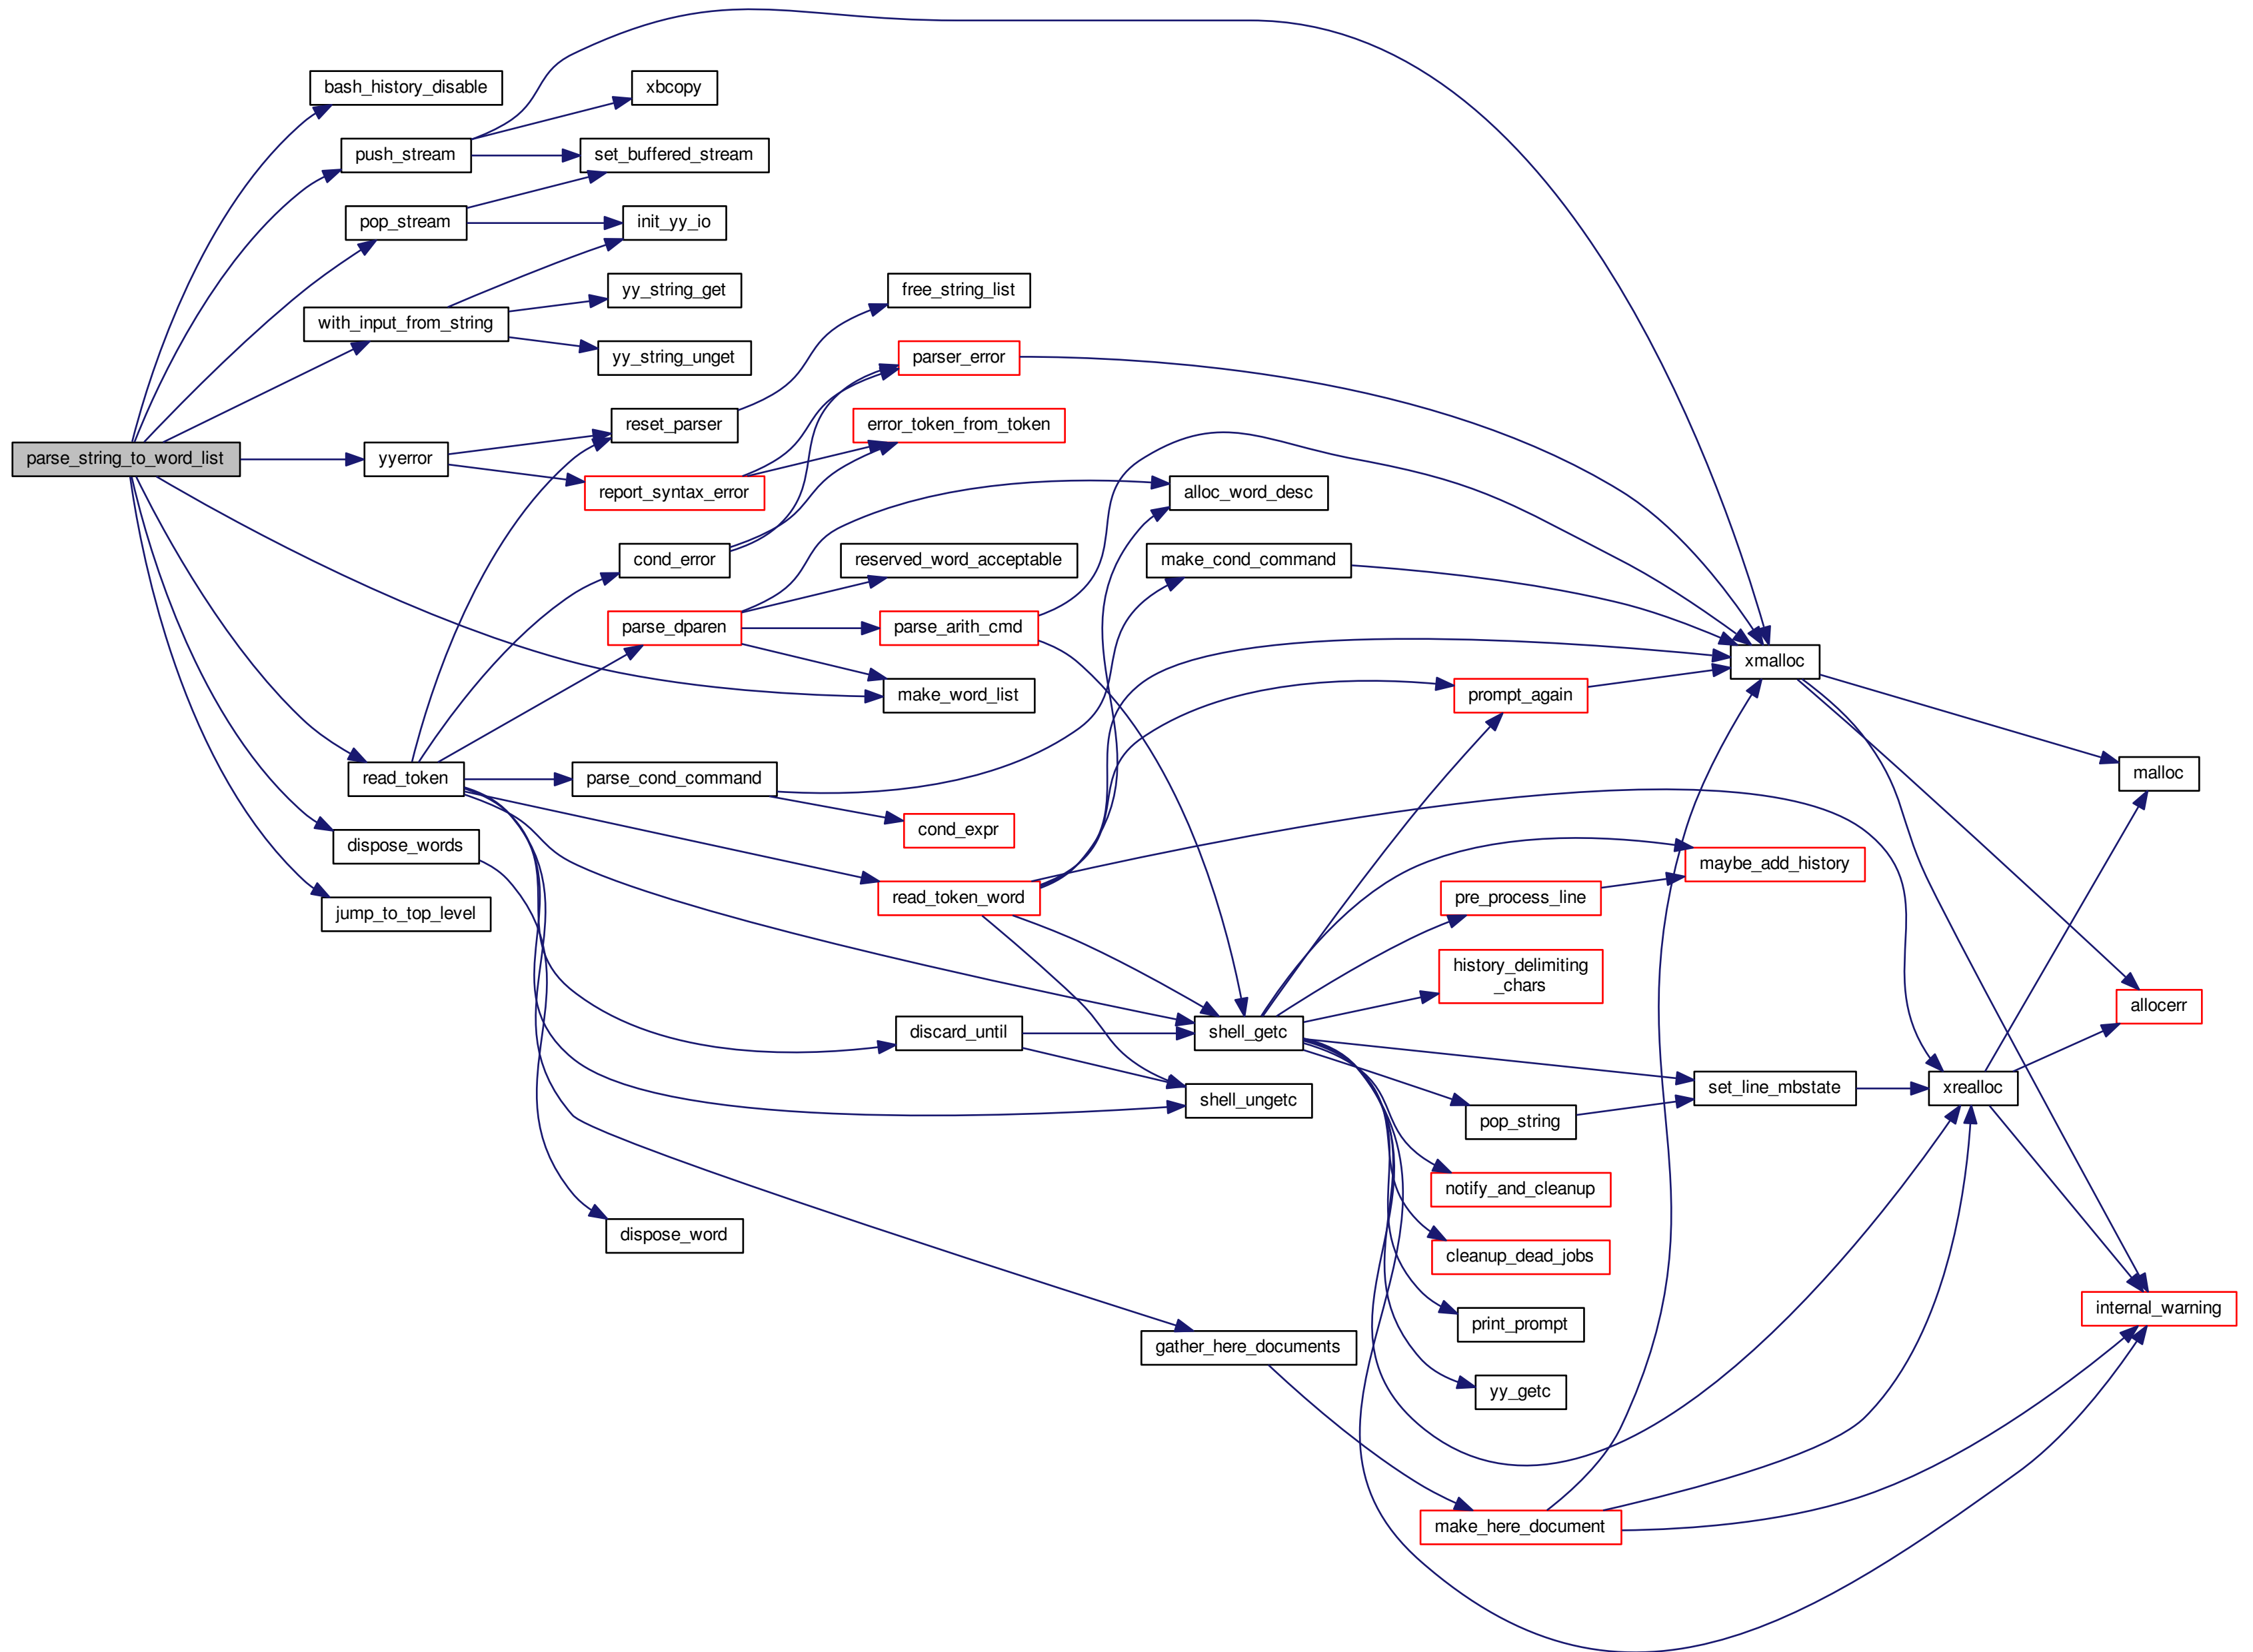 bash_history_disable
xbcopy
push_stream
set_buffered_stream
pop_stream
init_yy_io
yy_string_get
free_string_list
with_input_from_string
yy_string_unget
parser_error
reset_parser
error_token_from_token
parse_string_to_word_list
yyerror
report_syntax_error
alloc_word_desc
cond_error
reserved_word_acceptable
make_cond_command
parse_dparen
parse_arith_cmd
xmalloc
make_word_list
prompt_again
read_token
parse_cond_command
malloc
cond_expr
dispose_words
maybe_add_history
read_token_word
pre_process_line
jump_to_top_level
history_delimiting
_chars
allocerr
discard_until
shell_getc
set_line_mbstate
xrealloc
shell_ungetc
pop_string
notify_and_cleanup
dispose_word
cleanup_dead_jobs
internal_warning
print_prompt
gather_here_documents
yy_getc
make_here_document